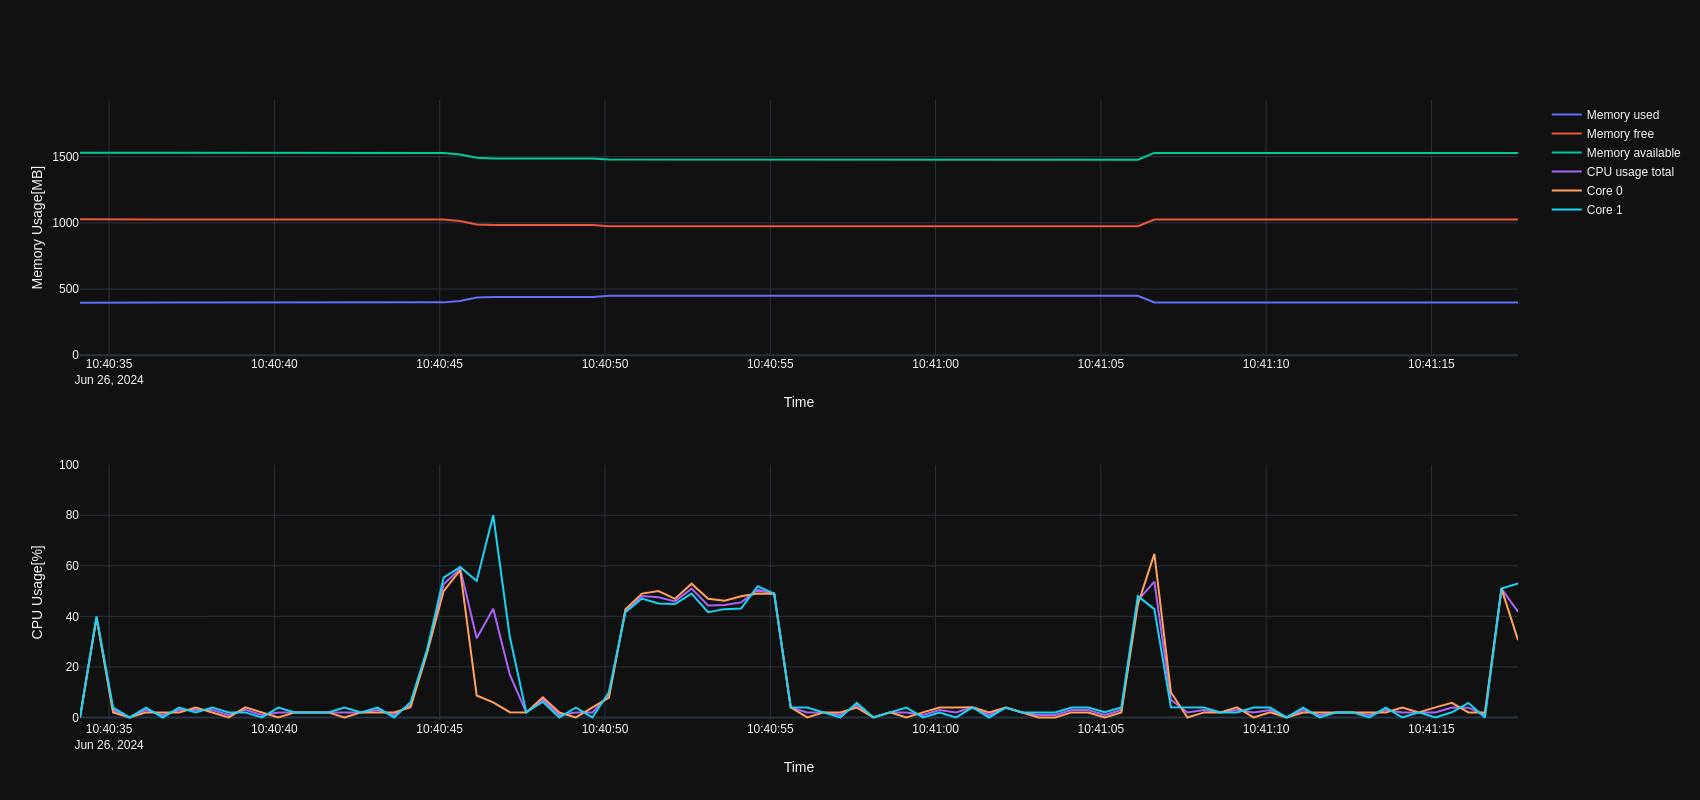 Memory used
Memory free
Memory available
CPU usage total
Core 0
Core 1
Memory Usage[MB]
1500
1000
500
0
10:40:35 10:40:40 10:40:45 10:40:50 10:40:55 10:41:00 10:41:05 10:41:10 10:41:15
Jun 26, 2024
Time
CPU Usage[%]
100
80
60
40
20
0
10:40:35 10:40:40 10:40:45 10:40:50 10:40:55 10:41:00 10:41:05 10:41:10 10:41:15
Jun 26, 2024
Time